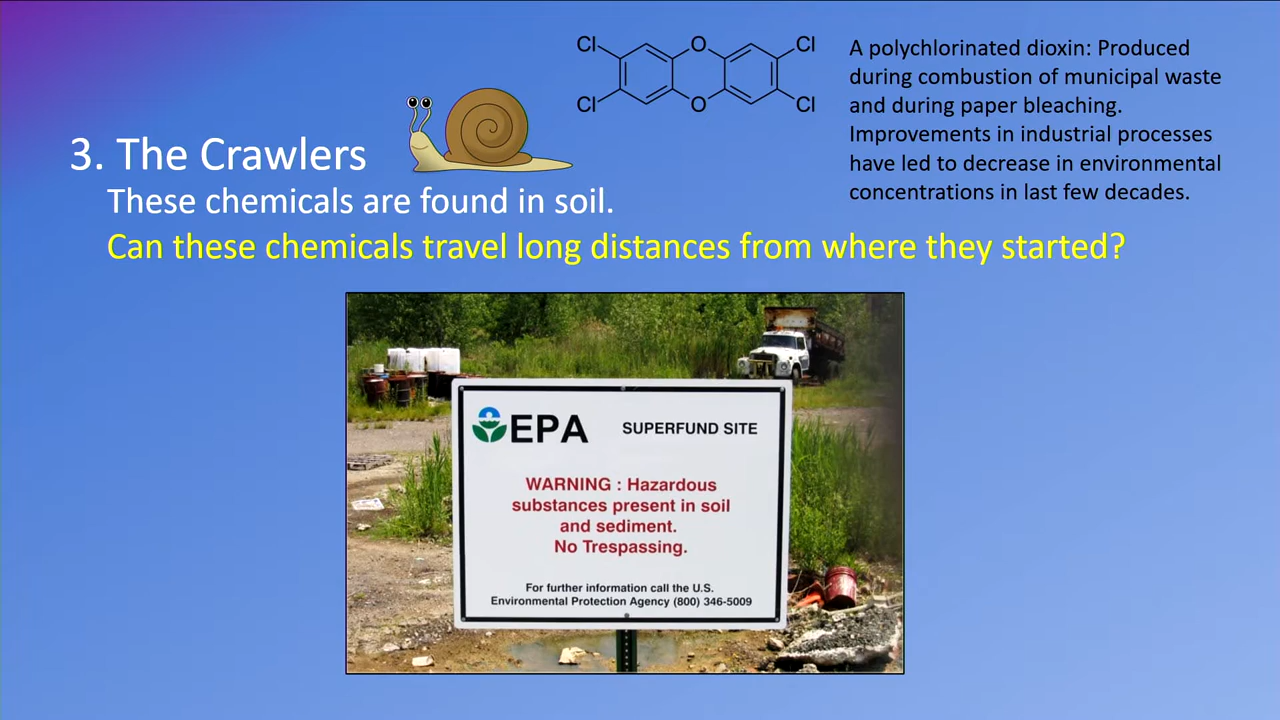 Cl
O
Cl
Cl
O
Cl
A polychlorinated dioxin: Produced
during combustion of municipal waste
and during paper bleaching.
Improvements in industrial processes
have led to decrease in environmental
concentrations in last few decades.
3. The Crawlers
These chemicals are found in soil.
Can these chemicals travel long distances from where they started?
EPA SUPERFUND SITE
WARNING : Hazardous
substances present in soil
and sediment.
No Trespassing.
For further information call the U.S.
Environmental Protection Agency (800) 346-5009